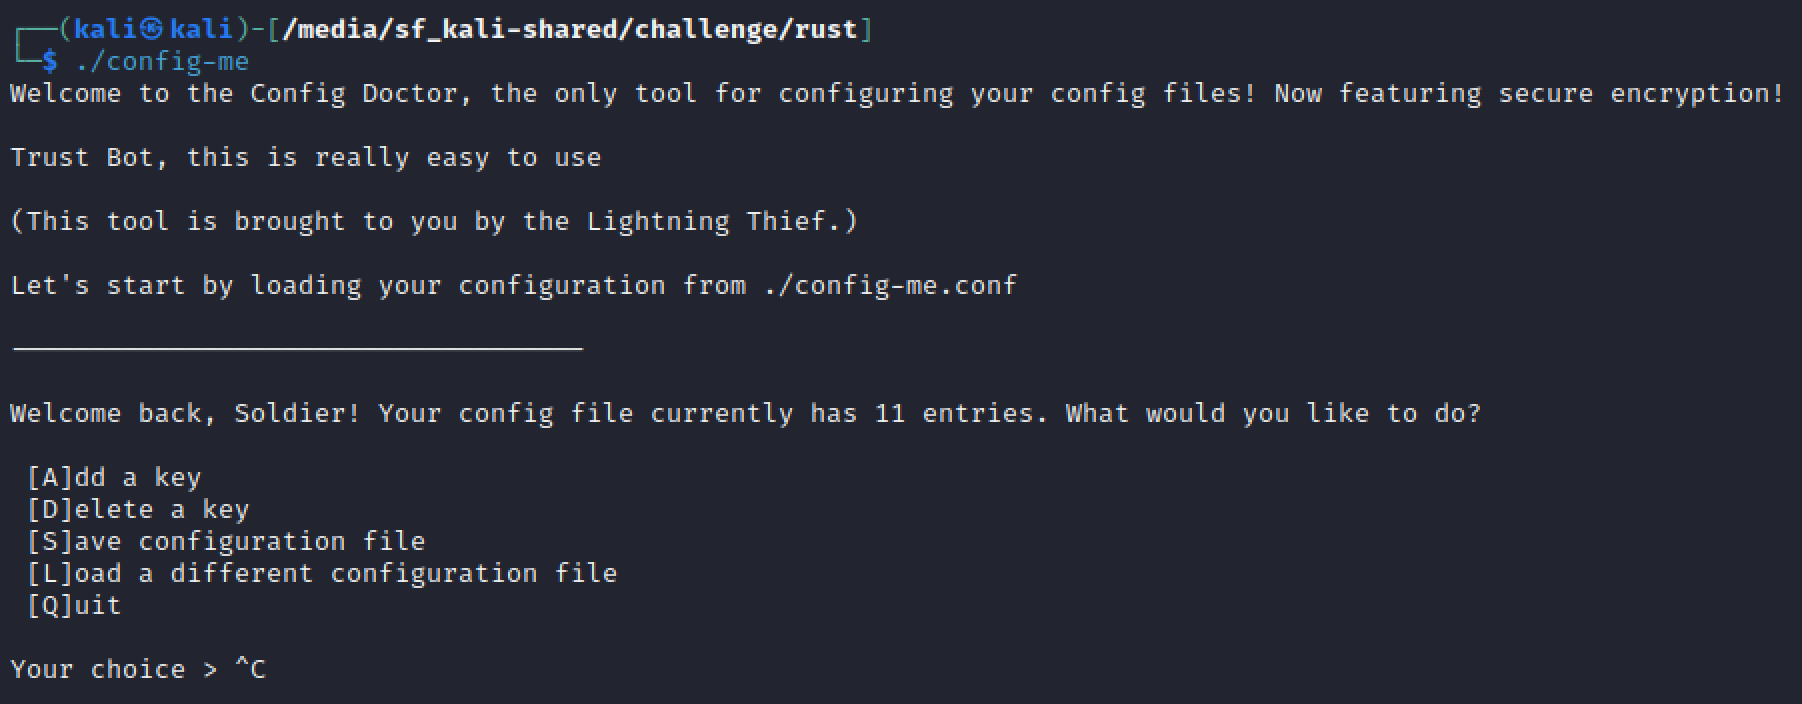 ┌──(kali㉿kali)-[/media/sf_kali-shared/challenge/rust]
└─$ ./config-me
Welcome to the Config Doctor, the only tool for configuring your config files! Now featuring secure encryption!
Trust Bot, this is really easy to use
(This tool is brought to you by the Lightning Thief.)
Let's start by loading your configuration from ./config-me.conf
Welcome back, Soldier! Your config file currently has 11 entries. What would you like to do?
[A]dd a key
[D]elete a key
[S]ave configuration file
[L]oad a different configuration file
[Q]uit
Your choice > ^C